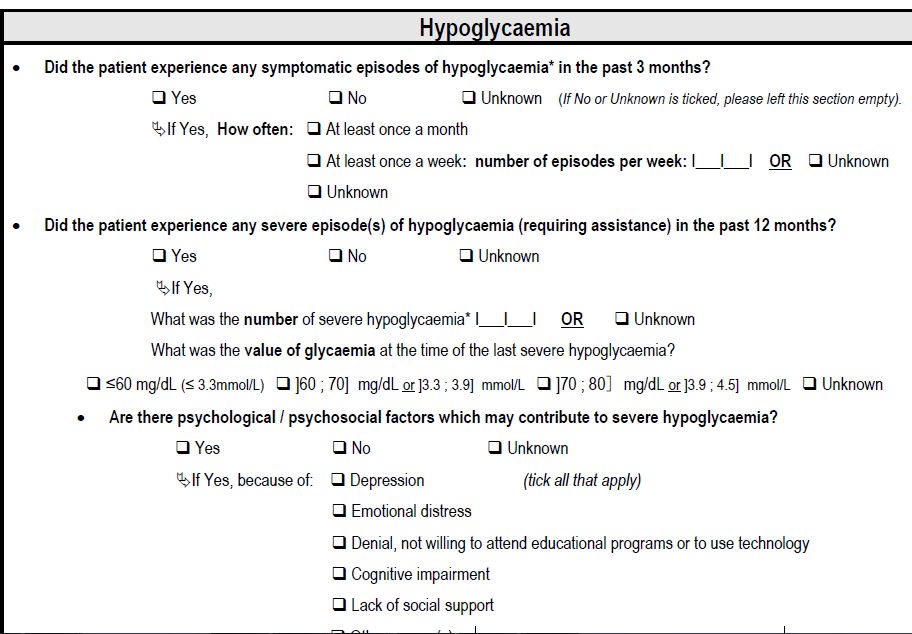 Hypoglycaemia
• Did the patient experience any symptomatic episodes of hypoglycaemia* in the past 3 months?
❑ Yes ❑ No ❑ Unknown (If No or Unknown is ticked, please left this section empty).
↳If Yes, How often: ❑ At least once a month
❑ At least once a week: number of episodes per week: I__I__I OR ❑ Unknown
❑ Unknown
• Did the patient experience any severe episode(s) of hypoglycaemia (requiring assistance) in the past 12 months?
❑ Yes ❑ No ❑ Unknown
↳If Yes,
What was the number of severe hypoglycaemia* I__I__I OR ❑ Unknown
What was the value of glycaemia at the time of the last severe hypoglycaemia?
❑ ≤60 mg/dL (≤ 3.3mmol/L) ❑ ]60 ; 70] mg/dL or ]3.3 ; 3.9] mmol/L ❑ ]70 ; 80] mg/dL or ]3.9 ; 4.5] mmol/L ❑ Unknown
• Are there psychological / psychosocial factors which may contribute to severe hypoglycaemia?
❑ Yes ❑ No ❑ Unknown
↳If Yes, because of: ❑ Depression (tick all that apply)
❑ Emotional distress
❑ Denial, not willing to attend educational programs or to use technology
❑ Cognitive impairment
❑ Lack of social support